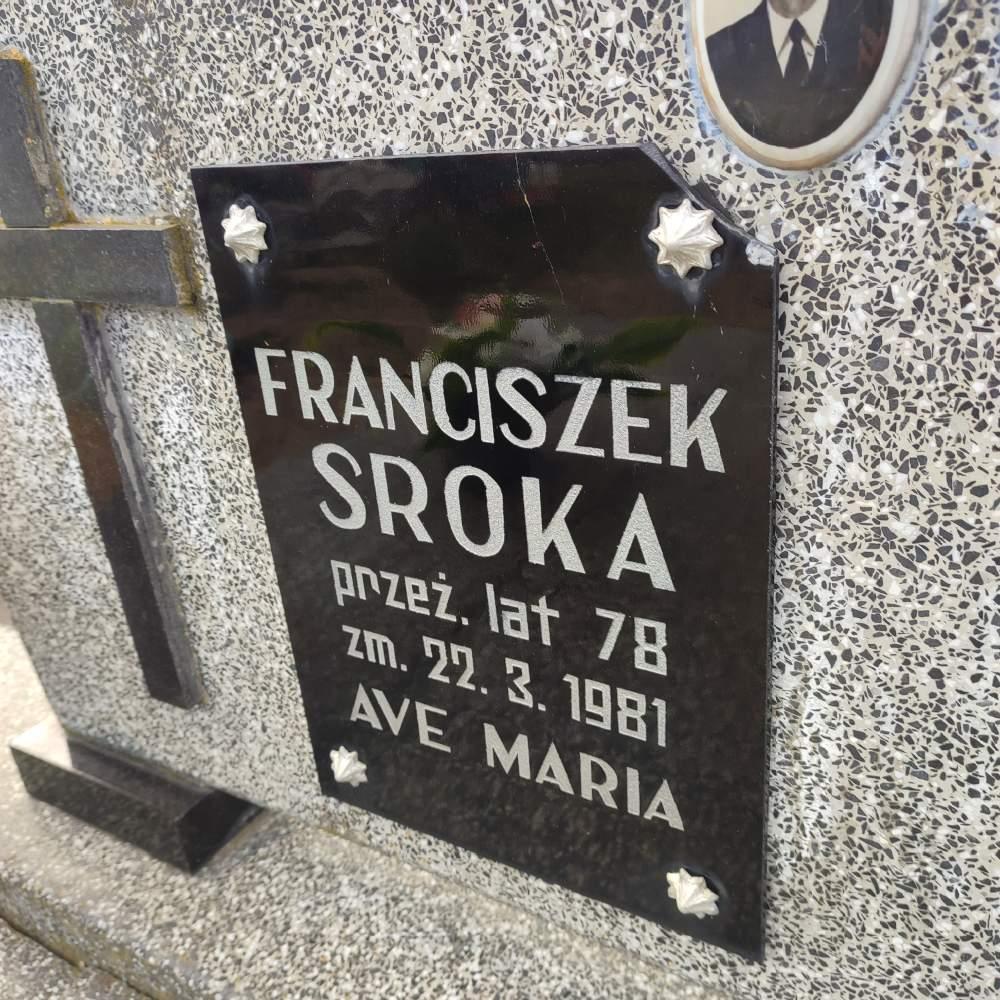 FRANCISZEK
SROKA
przeż. lat 78
zm. 22. 3. 1981
AVE MARIA